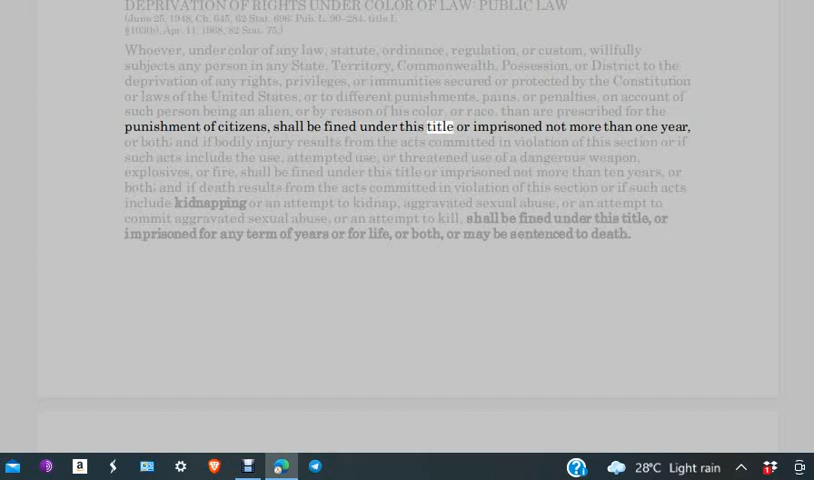 DEPRIVATION OF RIGHTS UNDER COLOR OF LAW: PUBLIC LAW
(June 25, 1948, Ch. 645, 62 Stat. 696: Pub. L. 90–284, title I,
§103(b), Apr. 11, 1968, 82 Stat. 75.)
Whoever, under color of any law, statute, ordinance, regulation, or custom, willfully
subjects any person in any State, Territory, Commonwealth, Possession, or District to the
deprivation of any rights, privileges, or immunities secured or protected by the Constitution
or laws of the United States, or to different punishments, pains, or penalties, on account of
such person being an alien, or by reason of his color, or race, than are prescribed for the
punishment of citizens, shall be fined under this title or imprisoned not more than one year,
or both; and if bodily injury results from the acts committed in violation of this section or if
such acts include the use, attempted use, or threatened use of a dangerous weapon,
explosives, or fire, shall be fined under this title or imprisoned not more than ten years, or
both; and if death results from the acts committed in violation of this section or if such acts
include kidnapping or an attempt to kidnap, aggravated sexual abuse, or an attempt to
commit aggravated sexual abuse, or an attempt to kill, shall be fined under this title, or
imprisoned for any term of years or for life, or both, or may be sentenced to death.
a 28°C Light rain 1